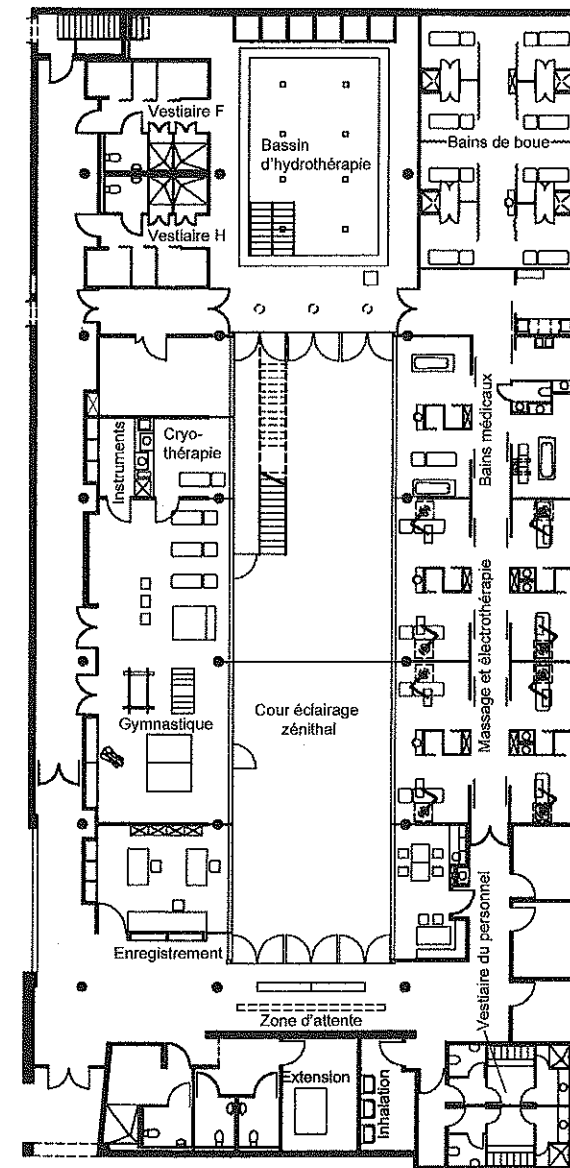 Vestiaire F
Bassin
d'hydrothérapie
Bains de boue
Vestiaire H
Instruments
Cryo-
thérapie
Bains médicaux
Massage et électrothérapie
Gymnastique
Cour éclairage
zénithal
Enregistrement
Vestiaire du personnel
Zone d'attente
Extension
Inhalation